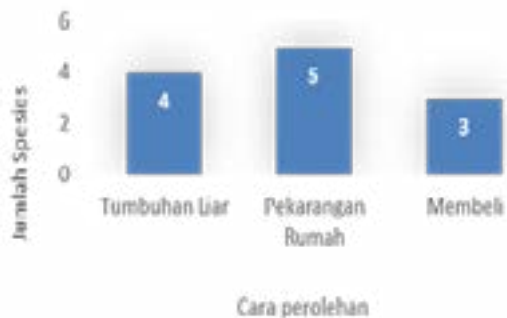 6
4
2
0
Jumlah Spesies
4
5
3
Tumbuhan Liar
Pekarangan
Rumah
Membeli
Cara perolehan